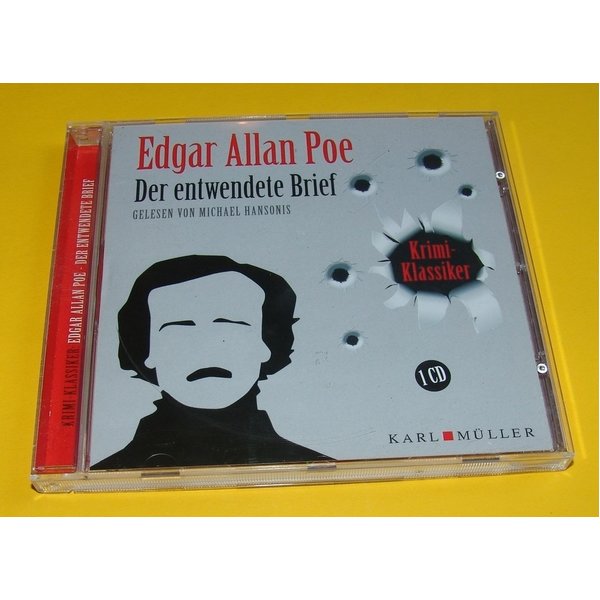 Edgar Allan Poe
Der entwendete Brief
GELESEN VON MICHAEL HANSONIS
Krimi-
Klassiker
1 CD
KARL MÜLLER
KRIMI-KLASSIKER EDGAR ALLAN POE - DER ENTWENDETE BRIEF